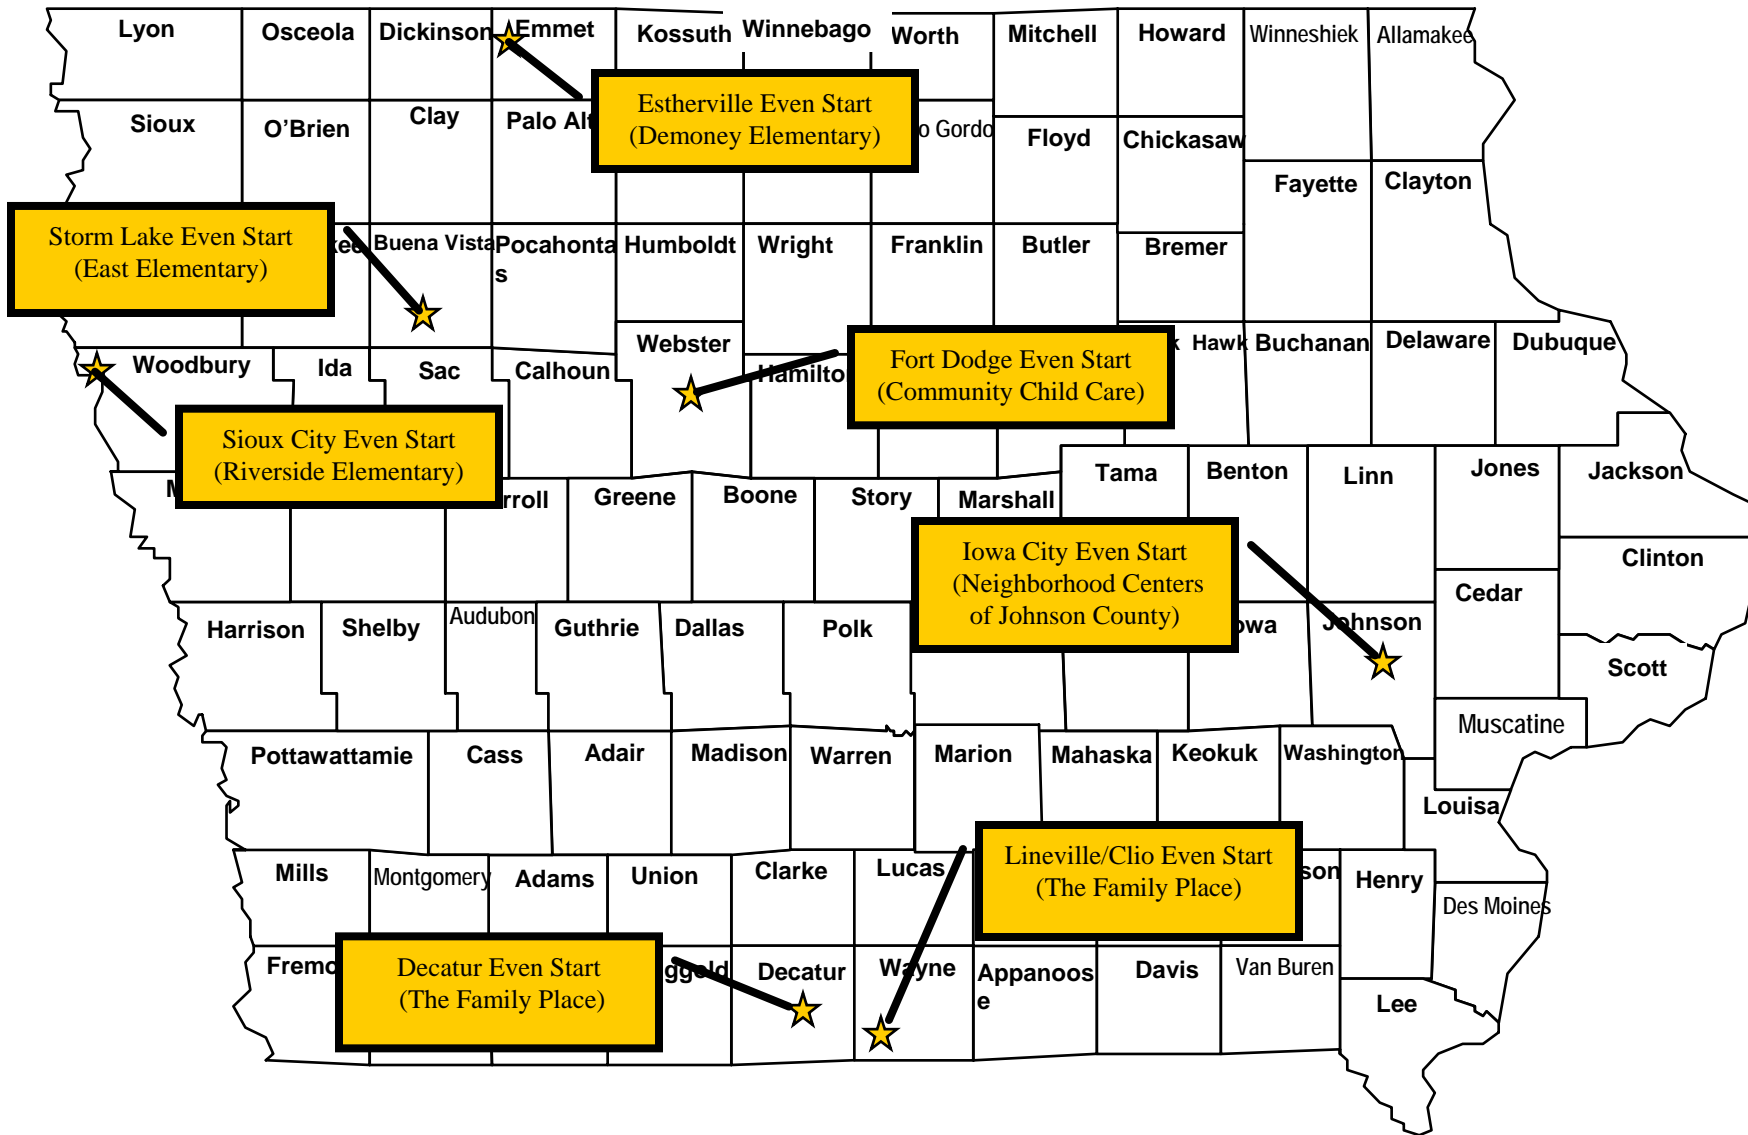 Lyon
Osceola
Dickinson
Emmet
Kossuth
Winnebago
Worth
Mitchell
Howard
Winneshiek
Allamakee
Estherville Even Start
(Demoney Elementary)
Sioux
O'Brien
Clay
Palo Alt
o Gordo
Floyd
Chickasaw
Fayette
Clayton
Storm Lake Even Start
(East Elementary)
kee
Buena Vista
Pocahonta
s
Humboldt
Wright
Franklin
Butler
Bremer
Woodbury
Ida
Sac
Calhoun
Webster
Hamilto
Fort Dodge Even Start
(Community Child Care)
k Hawk
Buchanan
Delaware
Dubuque
Sioux City Even Start
(Riverside Elementary)
M
rroll
Greene
Boone
Story
Marshall
Tama
Benton
Linn
Jones
Jackson
Iowa City Even Start
(Neighborhood Centers
of Johnson County)
Clinton
Cedar
Harrison
Shelby
Audubon
Guthrie
Dallas
Polk
owa
Johnson
Scott
Muscatine
Pottawattamie
Cass
Adair
Madison
Warren
Marion
Mahaska
Keokuk
Washington
Louisa
Lineville/Clio Even Start
(The Family Place)
Mills
Montgomery
Adams
Union
Clarke
Lucas
son
Henry
Des Moines
Fremo
Decatur Even Start
(The Family Place)
ggold
Decatur
Wayne
Appanoos
e
Davis
Van Buren
Lee